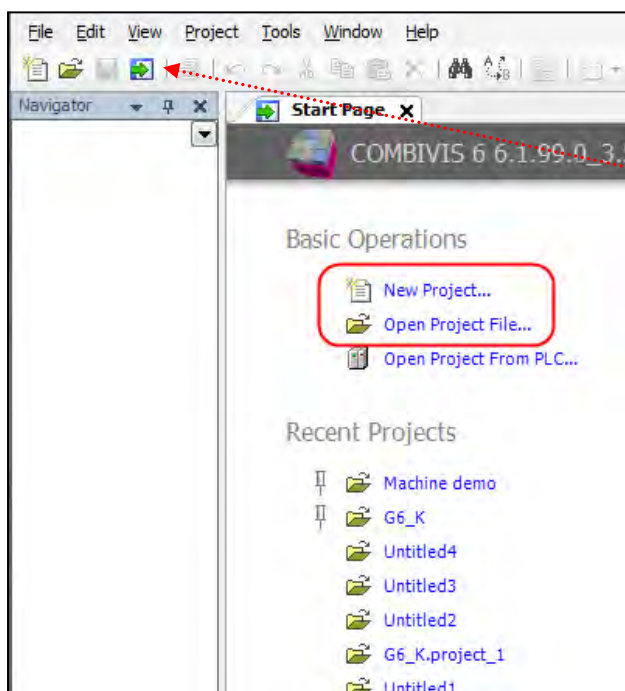 File Edit View Project Tools Window Help
Navigator
Start Page
COMBIVIS 6 6.1.99.0_3.
Basic Operations
New Project...
Open Project File...
Open Project From PLC...
Recent Projects
Machine demo
G6_K
Untitled4
Untitled3
Untitled2
G6_K.project_1
Untitled1